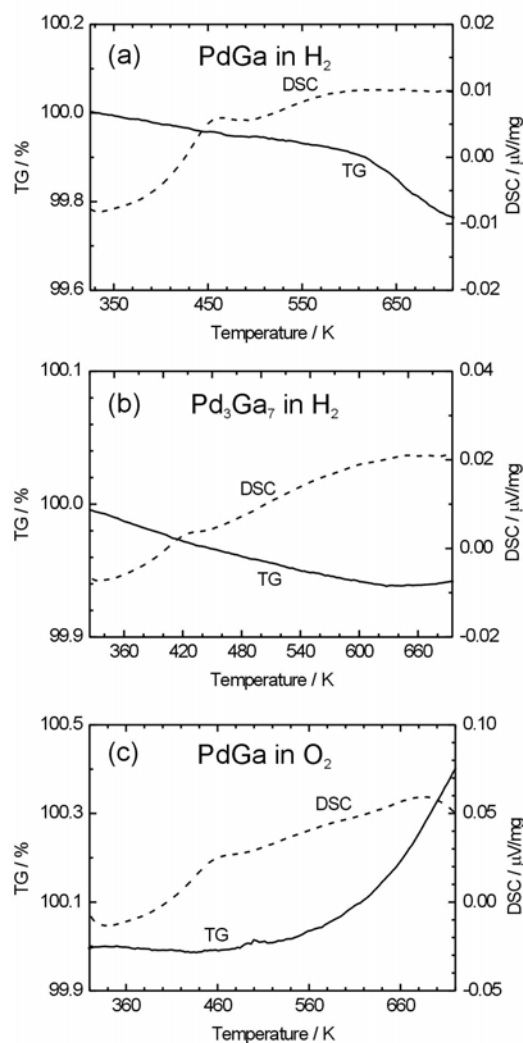 (a) PdGa in H₂
DSC
TG
100.2
100.0
99.8
99.6
TG / %
0.02
0.01
0.00
-0.01
-0.02
DSC / µV/mg
350 450 550 650
Temperature / K
(b) Pd₃Ga₇ in H₂
DSC
TG
100.1
100.0
99.9
TG / %
0.04
0.02
0.00
-0.02
DSC / µV/mg
360 420 480 540 600 660
Temperature / K
(c) PdGa in O₂
DSC
TG
100.5
100.3
100.1
99.9
TG / %
0.10
0.05
0.00
-0.05
DSC / µV/mg
360 460 560 660
Temperature / K